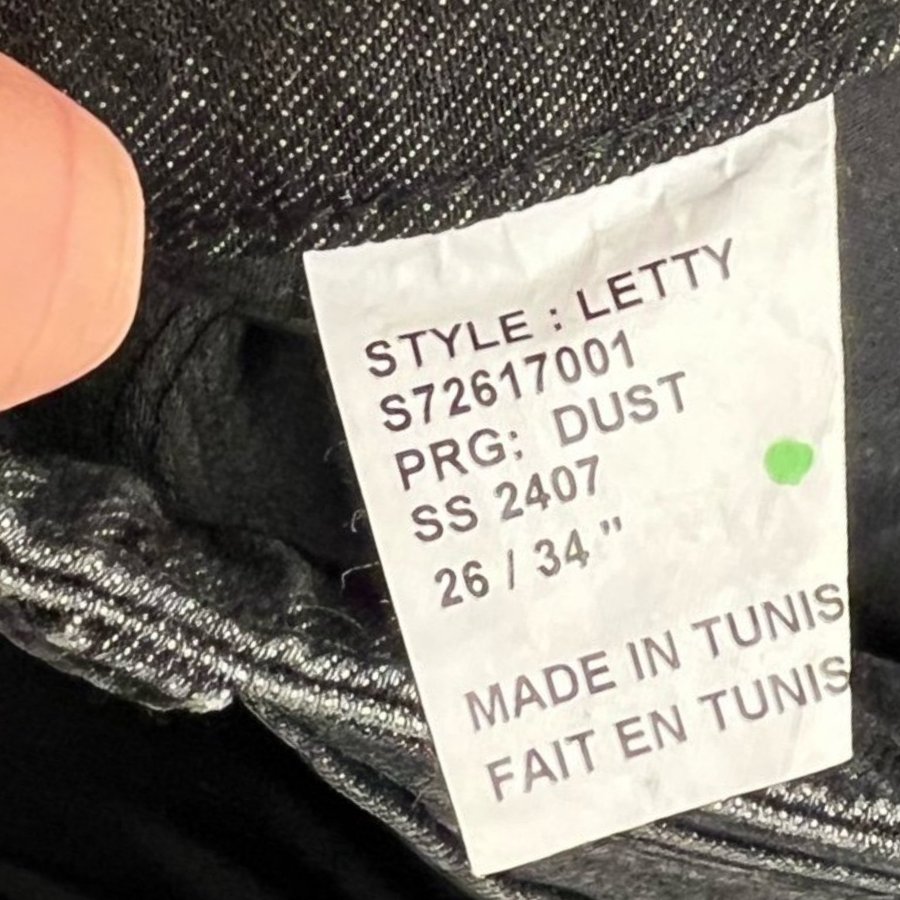 STYLE : LETTY
S72617001
PRG: DUST
SS 2407
26 / 34 "
MADE IN TUNIS
FAIT EN TUNIS